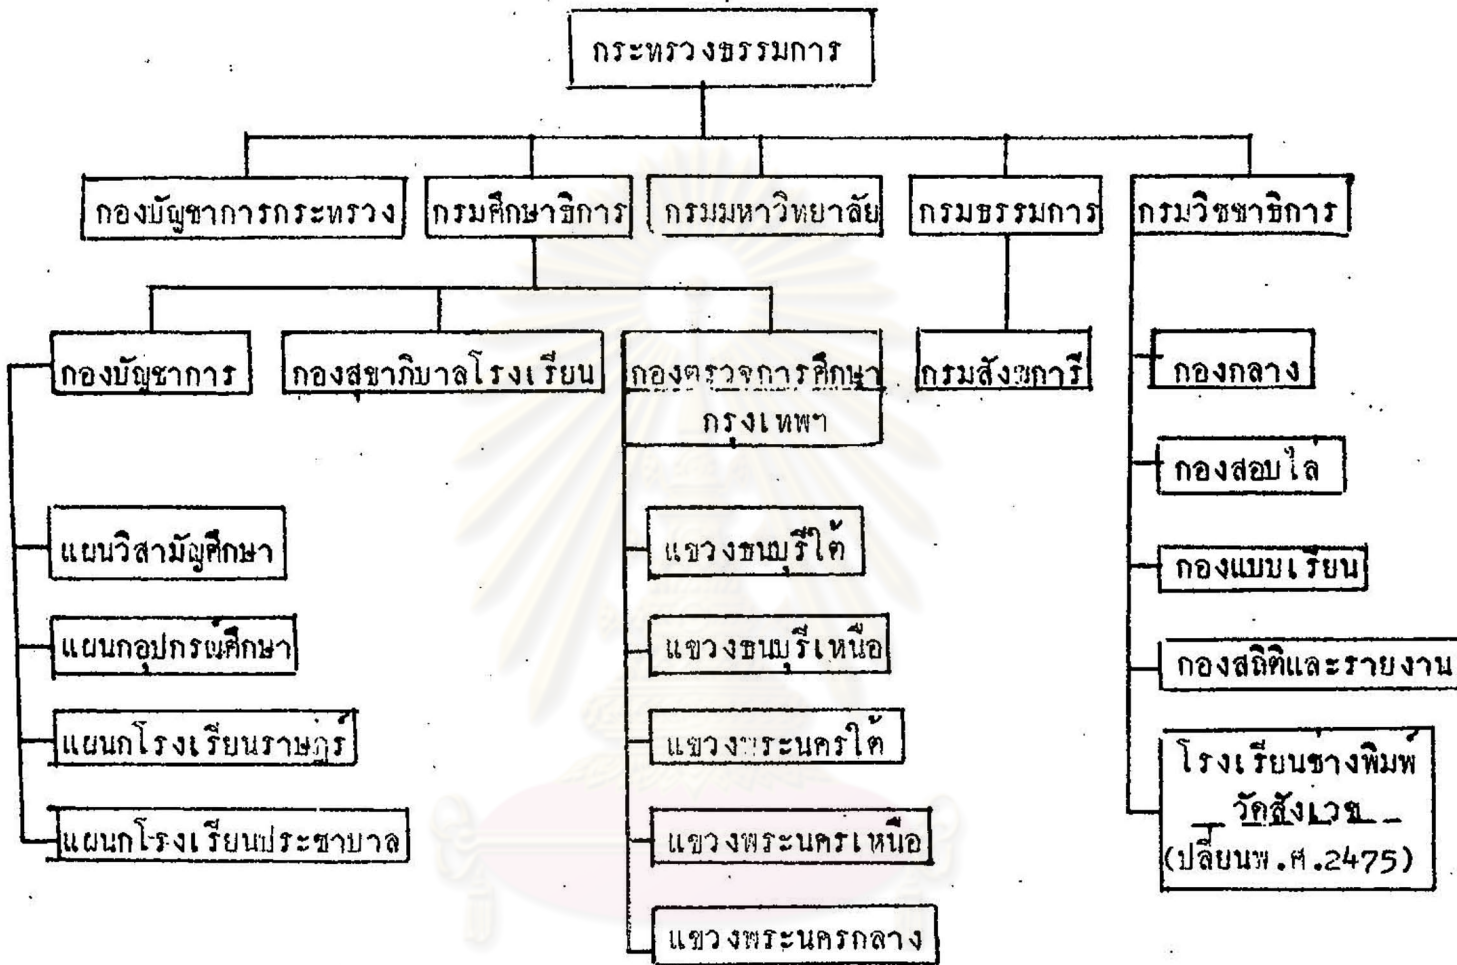 กระทรวงธรรมการ
กองบัญชาการกระทรวง
กรมศึกษาธิการ
กรมมหาวิทยาลัย
กรมธรรมการ
กรมวิชชาธิการ
กองบัญชาการ
กองสุขาภิบาลโรงเรียน
กองตรวจการศึกษา
กรุงเทพฯ
กรมสังฆการี
กองกลาง
กองสอบไล่
กองแบบเรียน
กองสถิติและรายงาน
โรงเรียนช่างพิมพ์
วัดสังเวช
(ปลี่ยนพ.ศ.2475)
แผนวิสามัญศึกษา
แผนกอุปกรณ์ศึกษา
แผนกโรงเรียนราษฎร์
แผนกโรงเรียนประชาบาล
แขวงธนบุรีใต้
แขวงธนบุรีเหนือ
แขวงพระนครใต้
แขวงพระนครเหนือ
แขวงพระนครกลาง